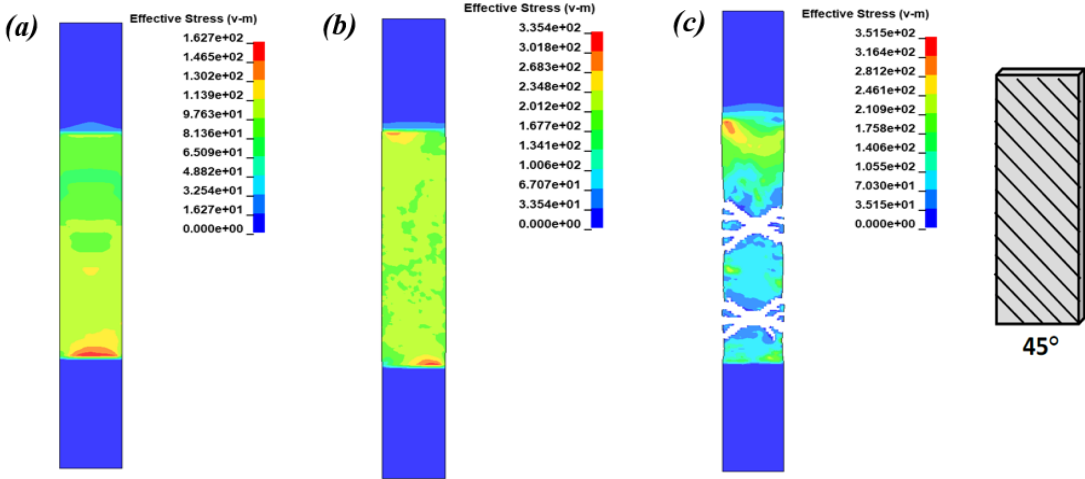 (a)
Effective Stress (v-m)
1.627e+02
1.465e+02
1.302e+02
1.139e+02
9.763e+01
8.136e+01
6.509e+01
4.882e+01
3.254e+01
1.627e+01
0.000e+00
(b)
Effective Stress (v-m)
3.354e+02
3.018e+02
2.683e+02
2.348e+02
2.012e+02
1.677e+02
1.341e+02
1.006e+02
6.707e+01
3.354e+01
0.000e+00
(c)
Effective Stress (v-m)
3.515e+02
3.164e+02
2.812e+02
2.461e+02
2.109e+02
1.758e+02
1.406e+02
1.055e+02
7.030e+01
3.515e+01
0.000e+00
45°